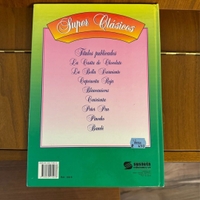 Super Clásicos
Títulos publicados
La Casita de Chocolate
La Bella Durmiente
Caperucita Roja
Blancanieves
Cenicienta
Peter Pan
Pinocho
Bambi
susaeta